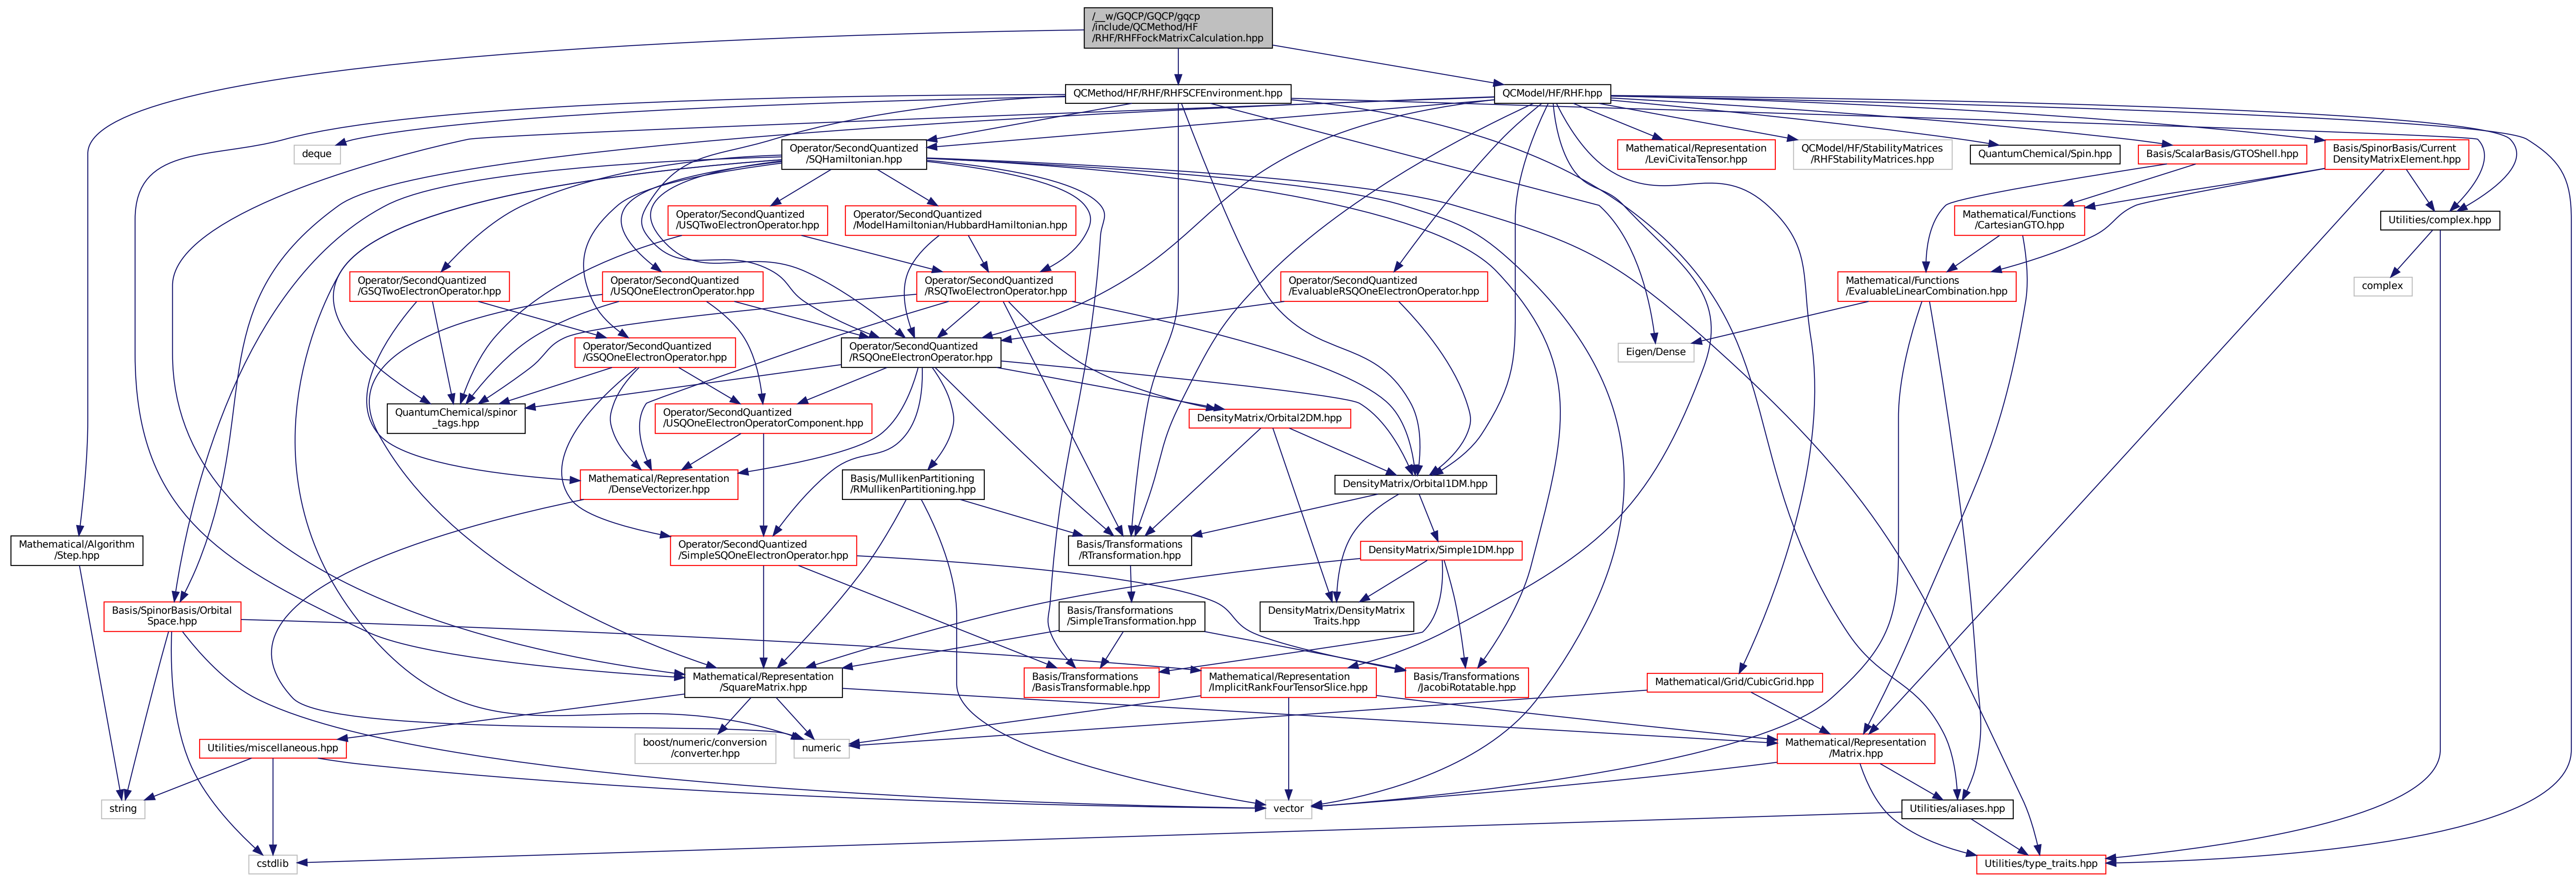 /__w/GQCP/GQCP/gqcp
/include/QCMethod/HF
/RHF/RHFFockMatrixCalculation.hpp
QCMethod/HF/RHF/RHFSCFEnvironment.hpp
QCModel/HF/RHF.hpp
deque
Operator/SecondQuantized
/SQHamiltonian.hpp
Mathematical/Representation
/LeviCivitaTensor.hpp
QCModel/HF/StabilityMatrices
/RHFStabilityMatrices.hpp
QuantumChemical/Spin.hpp
Basis/ScalarBasis/GTOShell.hpp
Basis/SpinorBasis/Current
DensityMatrixElement.hpp
Operator/SecondQuantized
/USQTwoElectronOperator.hpp
Operator/SecondQuantized
/ModelHamiltonian/HubbardHamiltonian.hpp
Mathematical/Functions
/CartesianGTO.hpp
Utilities/complex.hpp
Operator/SecondQuantized
/GSQTwoElectronOperator.hpp
Operator/SecondQuantized
/USQOneElectronOperator.hpp
Operator/SecondQuantized
/RSQTwoElectronOperator.hpp
Operator/SecondQuantized
/EvaluableRSQOneElectronOperator.hpp
Mathematical/Functions
/EvaluableLinearCombination.hpp
complex
Operator/SecondQuantized
/GSQOneElectronOperator.hpp
Operator/SecondQuantized
/RSQOneElectronOperator.hpp
Eigen/Dense
QuantumChemical/spinor
_tags.hpp
Operator/SecondQuantized
/USQOneElectronOperatorComponent.hpp
DensityMatrix/Orbital2DM.hpp
Mathematical/Representation
/DenseVectorizer.hpp
Basis/MullikenPartitioning
/RMullikenPartitioning.hpp
DensityMatrix/Orbital1DM.hpp
Mathematical/Algorithm
/Step.hpp
Operator/SecondQuantized
/SimpleSQOneElectronOperator.hpp
Basis/Transformations
/RTransformation.hpp
DensityMatrix/Simple1DM.hpp
Basis/SpinorBasis/Orbital
Space.hpp
Basis/Transformations
/SimpleTransformation.hpp
DensityMatrix/DensityMatrix
Traits.hpp
Mathematical/Representation
/SquareMatrix.hpp
Basis/Transformations
/BasisTransformable.hpp
Mathematical/Representation
/ImplicitRankFourTensorSlice.hpp
Basis/Transformations
/JacobiRotatable.hpp
Mathematical/Grid/CubicGrid.hpp
Utilities/miscellaneous.hpp
boost/numeric/conversion
/converter.hpp
numeric
Mathematical/Representation
/Matrix.hpp
string
vector
Utilities/aliases.hpp
cstdlib
Utilities/type_traits.hpp